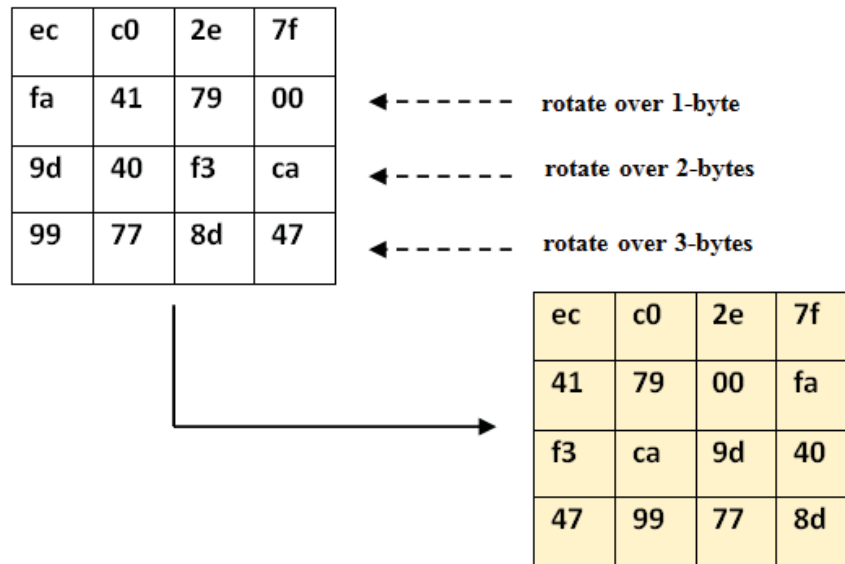 ec c0 2e 7f
fa 41 79 00
rotate over 1-byte
9d 40 f3 ca
rotate over 2-bytes
99 77 8d 47
rotate over 3-bytes
ec c0 2e 7f
41 79 00 fa
f3 ca 9d 40
47 99 77 8d